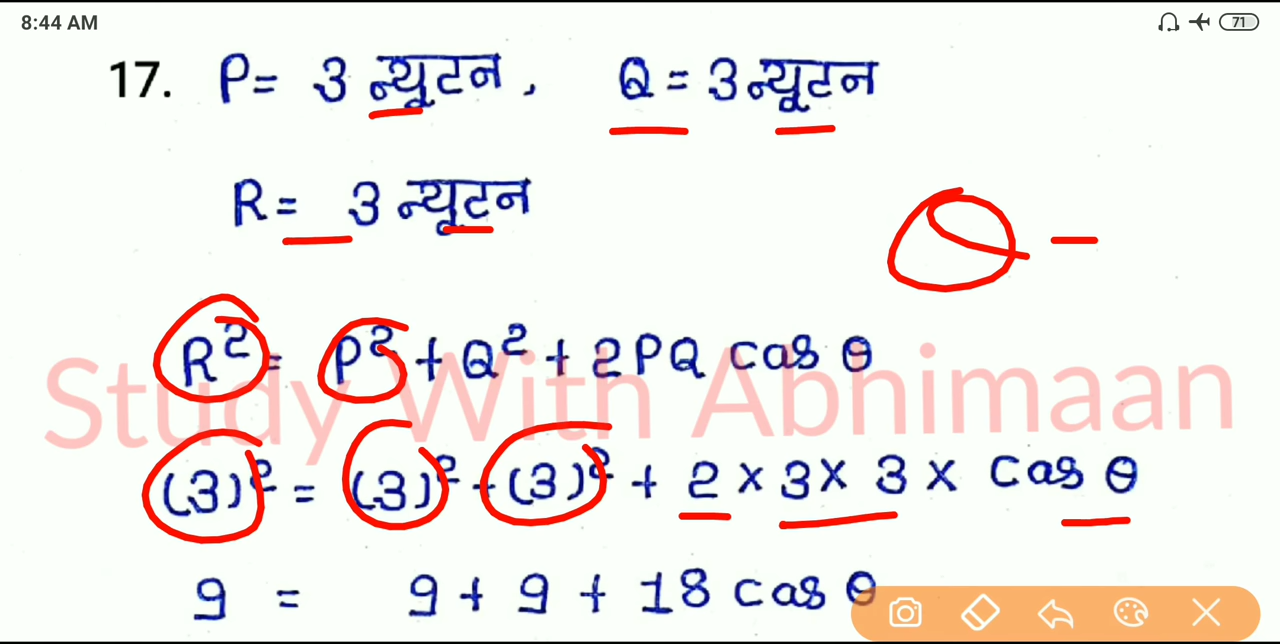 8:44 AM 71
17. P= 3 न्यूटन, Q = 3 न्यूटन
R = 3 न्यूटन
θ -
R² = P² + Q² + 2PQ cos θ
Study With Abhimaan
(3)² = (3)² + (3)² + 2 × 3 × 3 × cos θ
9 = 9 + 9 + 18 cos θ